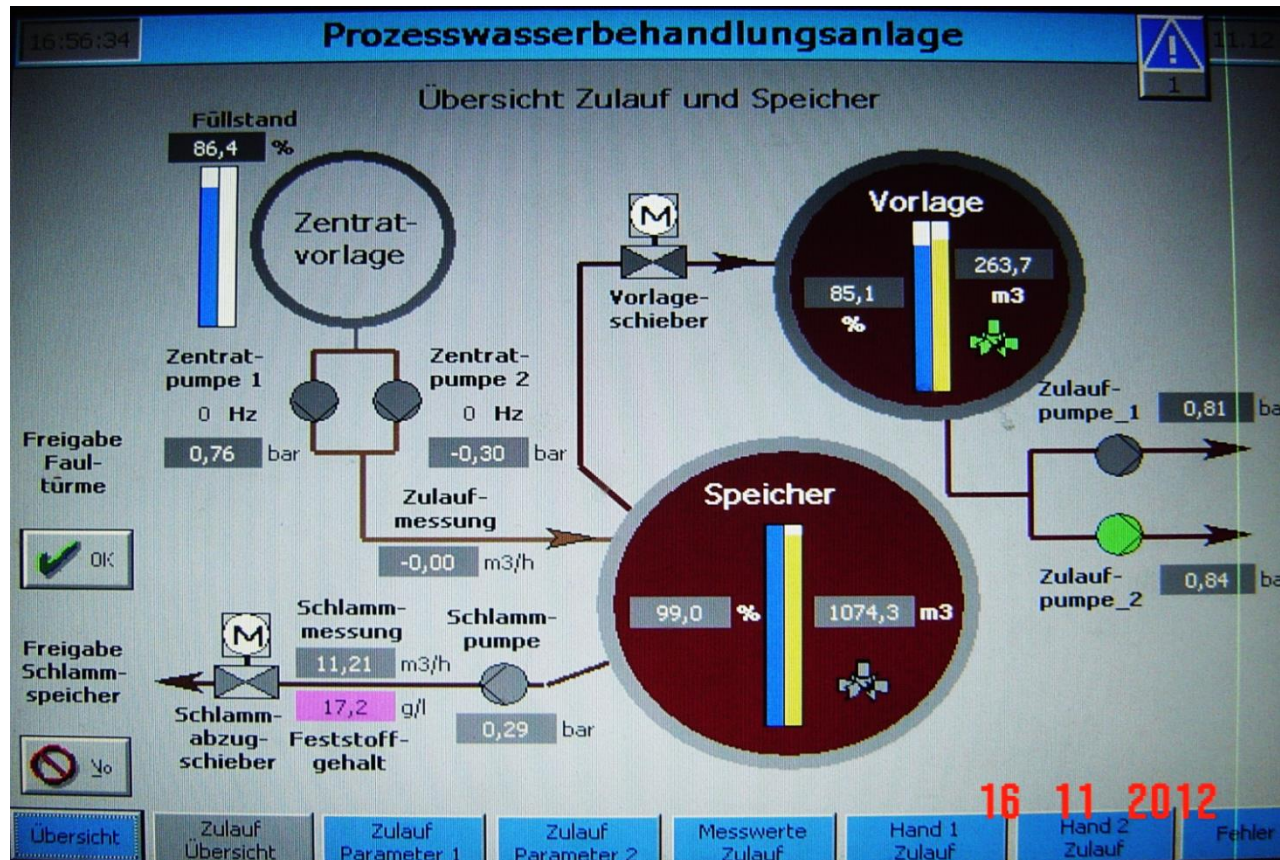 16:56:34
Prozesswasserbehandlungsanlage
11.12
1
Übersicht Zulauf und Speicher
Füllstand
86,4 %
Zentrat-
vorlage
M
Vorlage-
schieber
Vorlage
85,1
%
263,7
m3
Zentrat-
pumpe 1
0 Hz
0,76 bar
Zentrat-
pumpe 2
0 Hz
-0,30 bar
Zulauf-
pumpe_1
0,81 ba
Freigabe
Faul-
türme
OK
Zulauf-
messung
-0,00 m3/h
Speicher
99,0 %
1074,3 m3
Zulauf-
pumpe_2
0,84 ba
Freigabe
Schlamm-
speicher
No
M
Schlamm-
abzug-
schieber
Schlamm-
messung
11,21 m3/h
17,2 g/l
Feststoff-
gehalt
Schlamm-
pumpe
0,29 bar
16 11 2012
Übersicht
Zulauf
Übersicht
Zulauf
Parameter 1
Zulauf
Parameter 2
Messwerte
Zulauf
Hand 1
Zulauf
Hand 2
Zulauf
Fehler